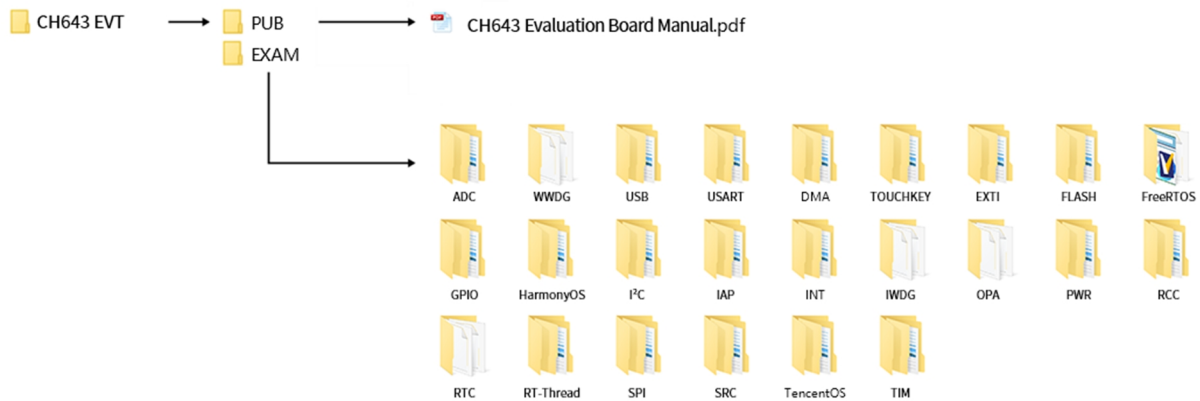 CH643 EVT
PUB
CH643 Evaluation Board Manual.pdf
EXAM
ADC
WWDG
USB
USART
DMA
TOUCHKEY
EXTI
FLASH
FreeRTOS
GPIO
HarmonyOS
I²C
IAP
INT
IWDG
OPA
PWR
RCC
RTC
RT-Thread
SPI
SRC
TencentOS
TIM